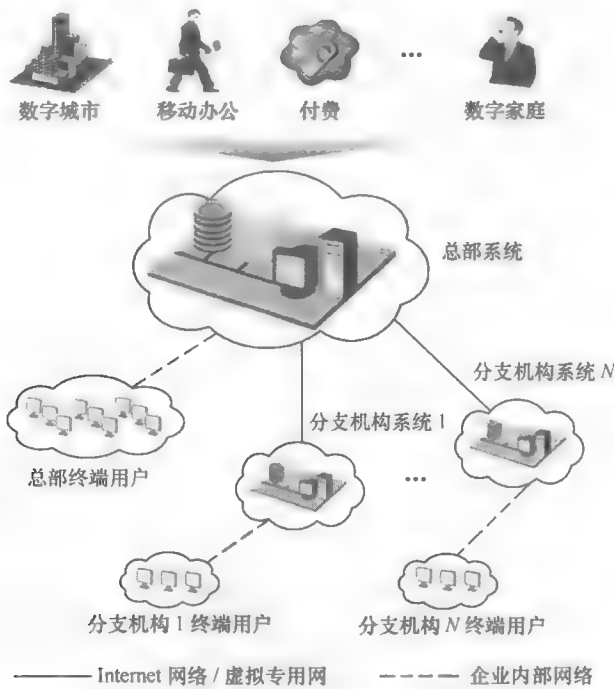 数字城市 移动办公 付费 … 数字家庭
总部系统
分支机构系统 N
分支机构系统 1
总部终端用户
…
分支机构 1 终端用户 分支机构 N 终端用户
Internet 网络 / 虚拟专用网 企业内部网络